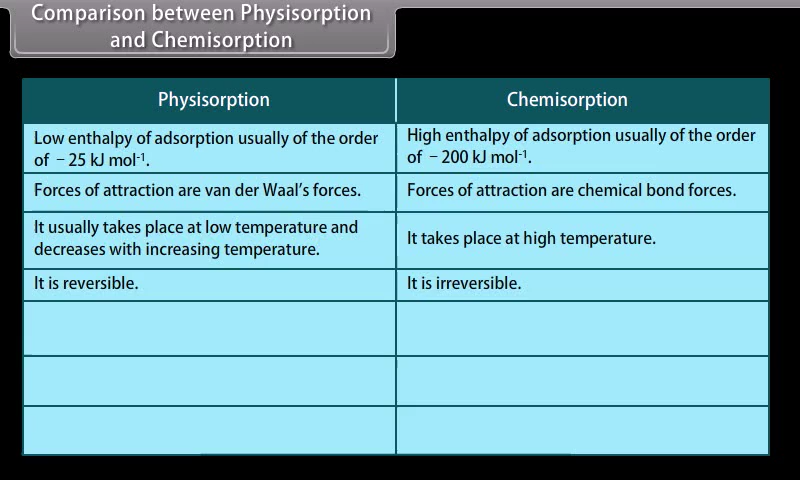 Comparison between Physisorption
and Chemisorption
Physisorption
Chemisorption
Low enthalpy of adsorption usually of the order
of − 25 kJ mol⁻¹.
High enthalpy of adsorption usually of the order
of − 200 kJ mol⁻¹.
Forces of attraction are van der Waal's forces.
Forces of attraction are chemical bond forces.
It usually takes place at low temperature and
decreases with increasing temperature.
It takes place at high temperature.
It is reversible.
It is irreversible.